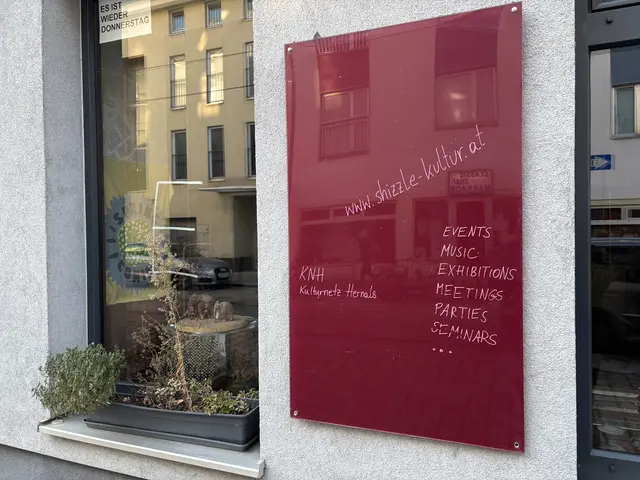 ES IST
WIEDER
DONNERSTAG
www.shizzle-kultur.at
KNH
Kulturnetz Hernals
EVENTS
MUSIC
EXHIBITIONS
MEETINGS
PARTIES
SEMINARS
...